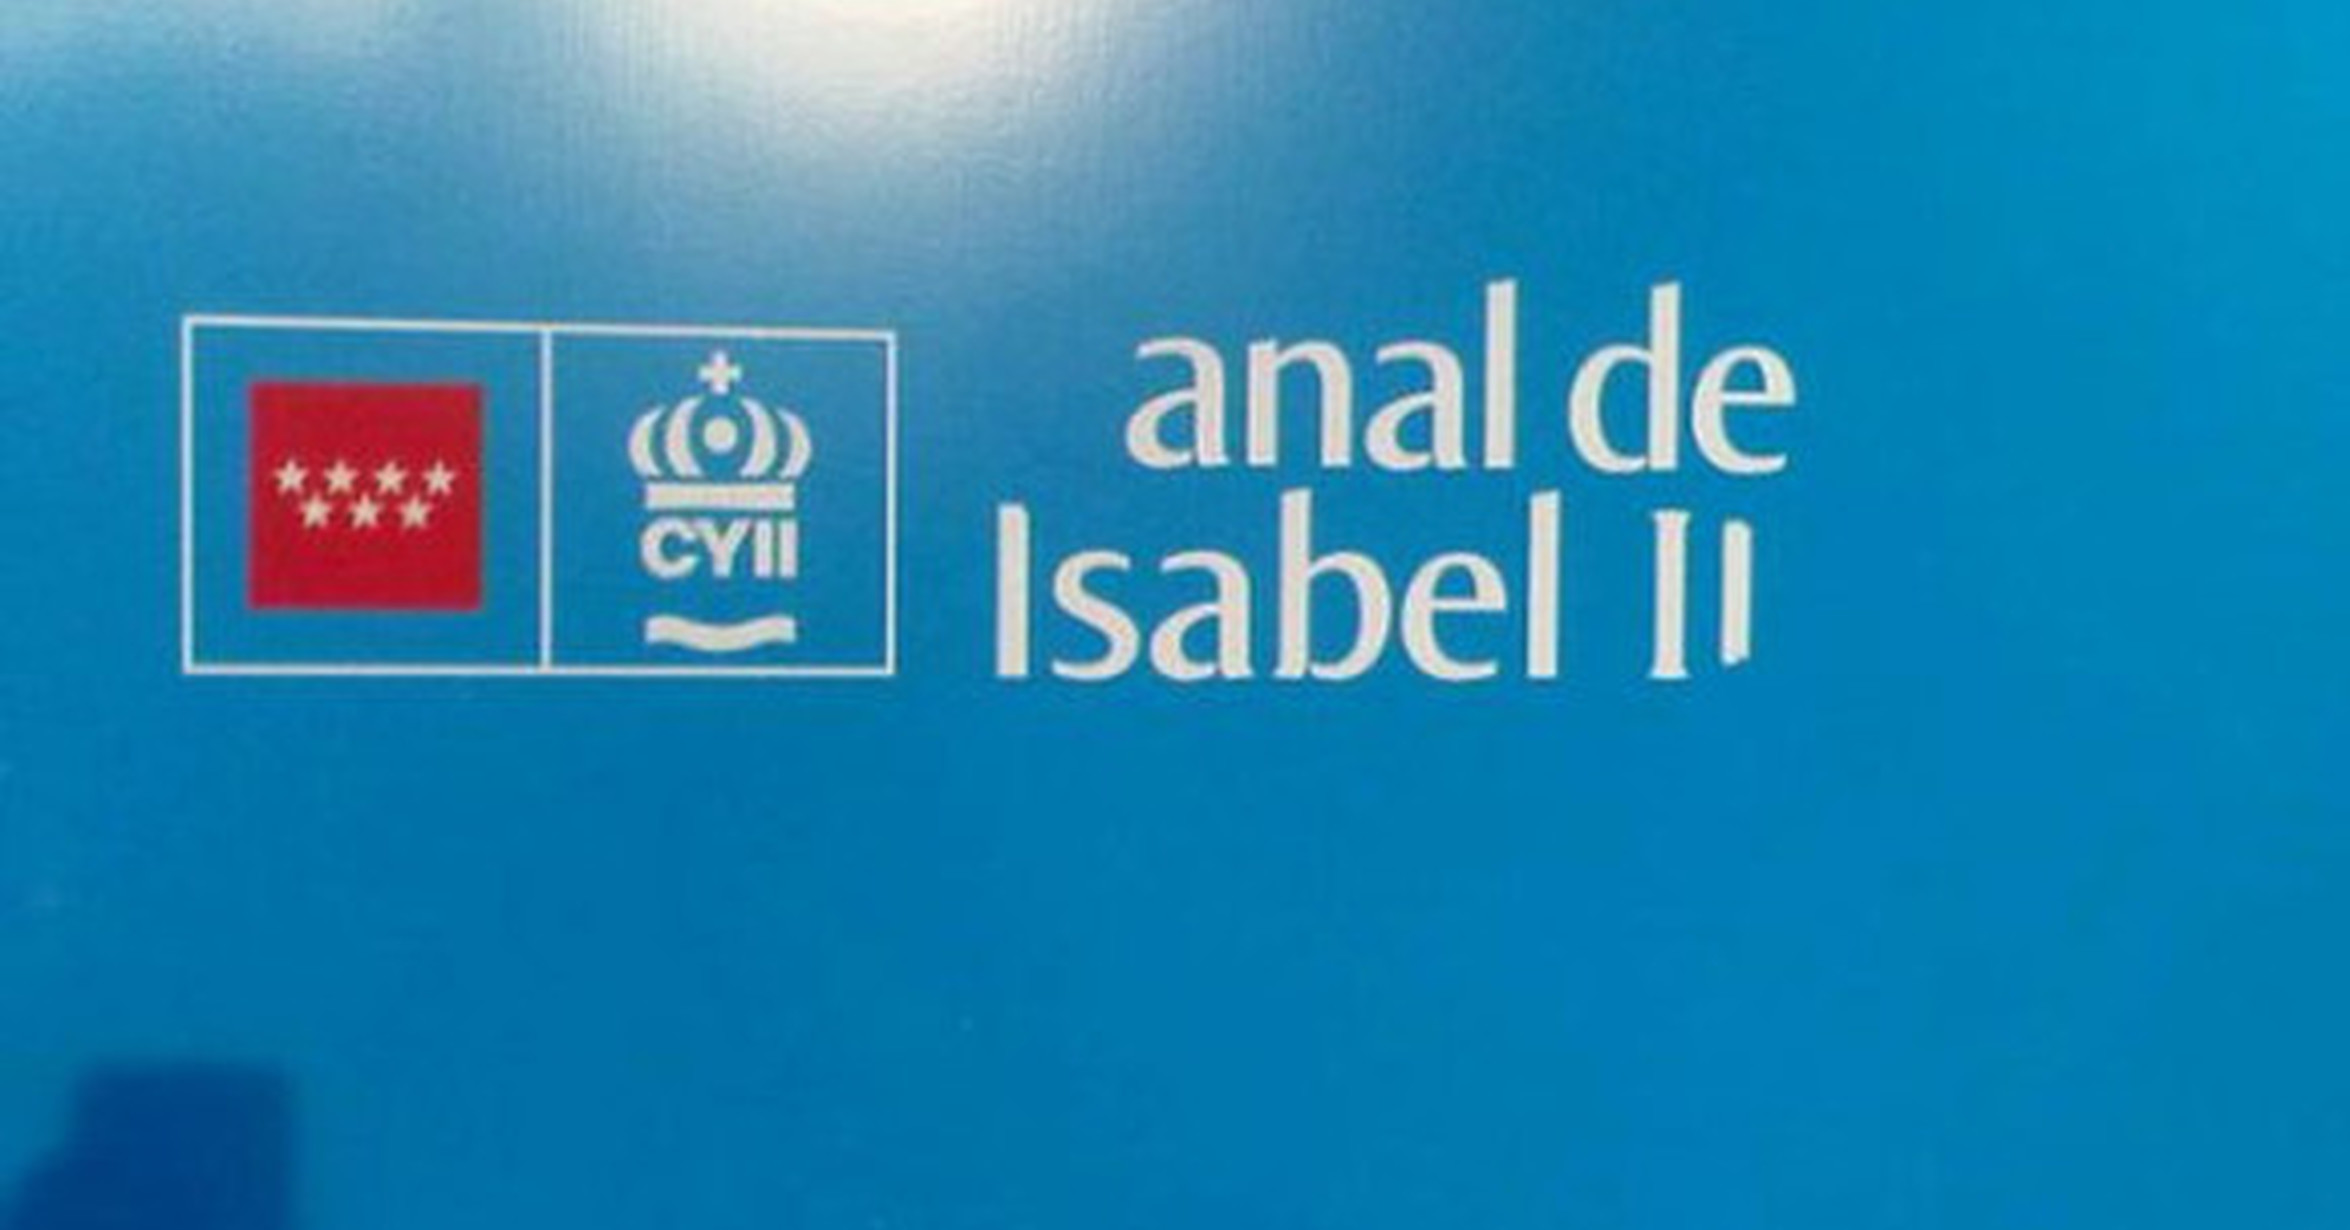 CYII
anal de
Isabel II